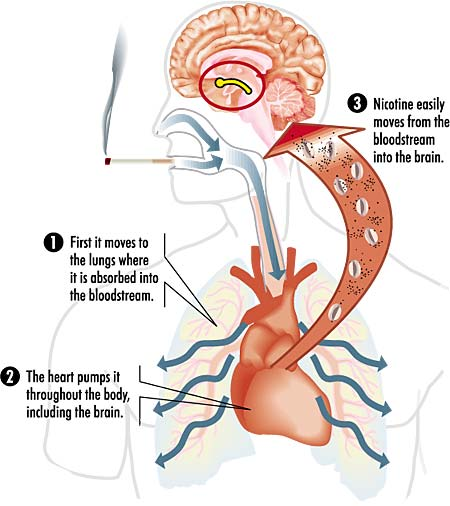 1 First it moves to
the lungs where
it is absorbed into
the bloodstream.
2 The heart pumps it
throughout the body,
including the brain.
3 Nicotine easily
moves from the
bloodstream
into the brain.